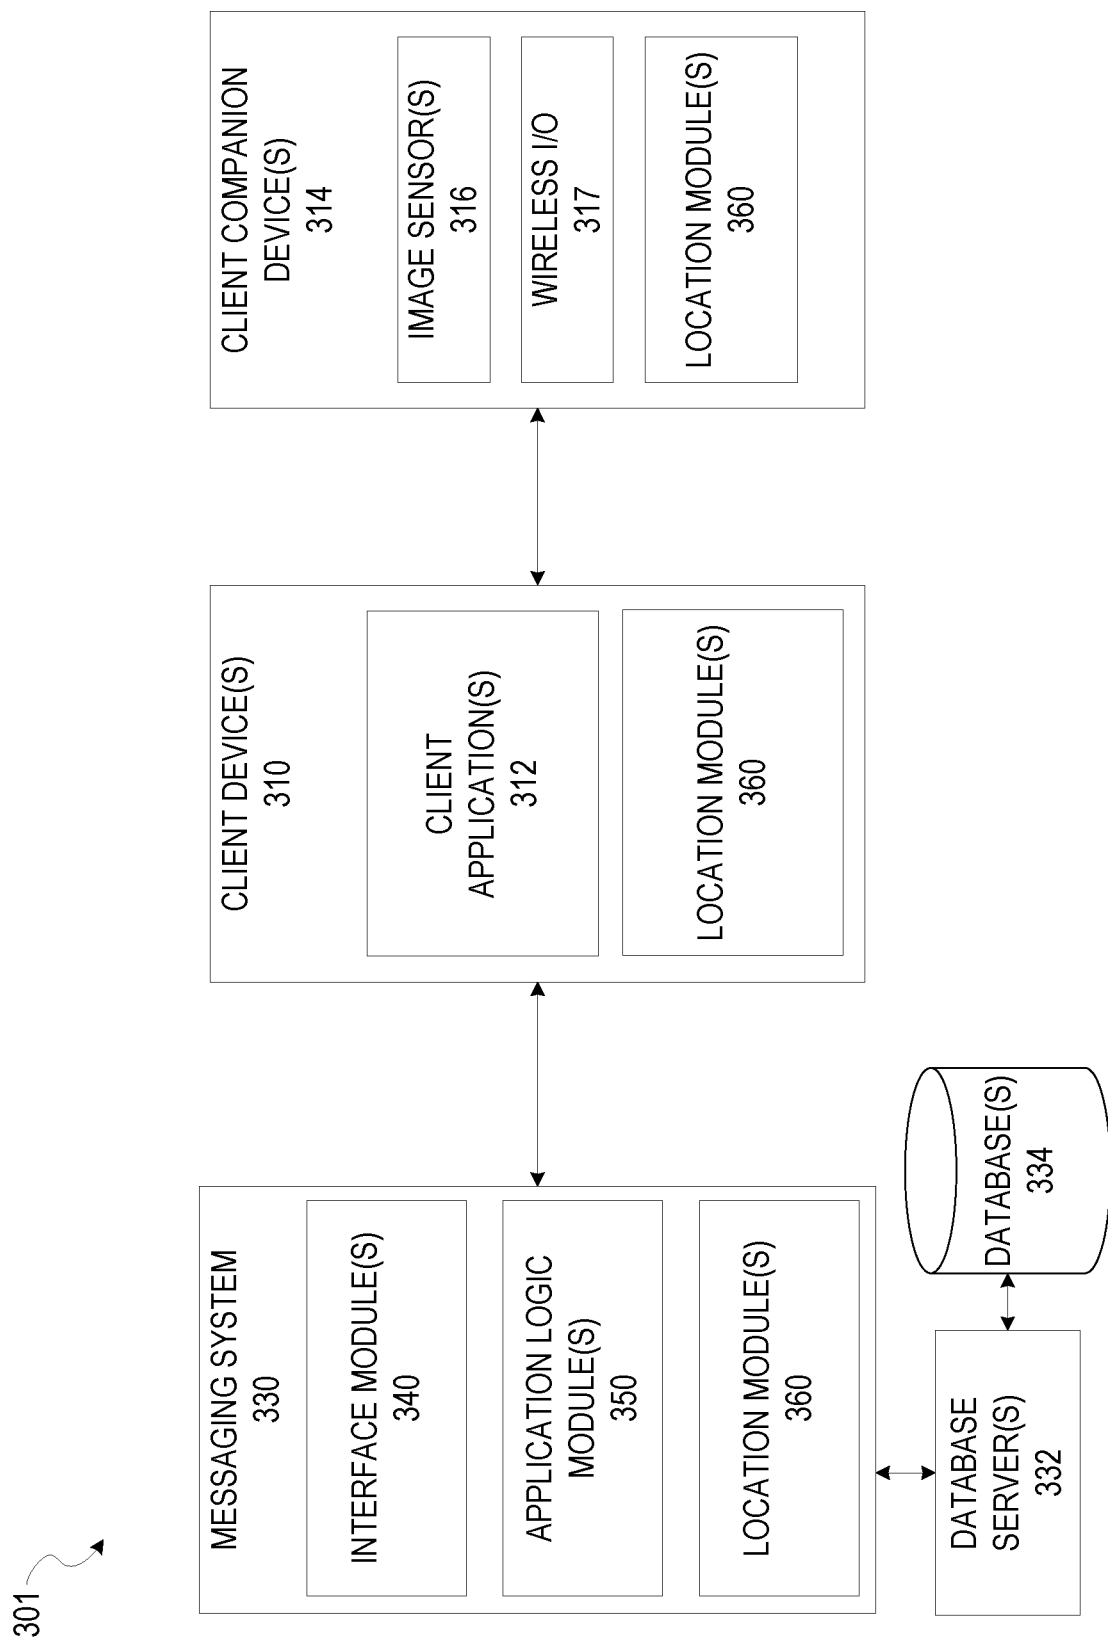 301
MESSAGING SYSTEM
330
INTERFACE MODULE(S)
340
APPLICATION LOGIC
MODULE(S)
350
LOCATION MODULE(S)
360
DATABASE
SERVER(S)
332
DATABASE(S)
334
CLIENT DEVICE(S)
310
CLIENT
APPLICATION(S)
312
LOCATION MODULE(S)
360
CLIENT COMPANION
DEVICE(S)
314
IMAGE SENSOR(S)
316
WIRELESS I/O
317
LOCATION MODULE(S)
360